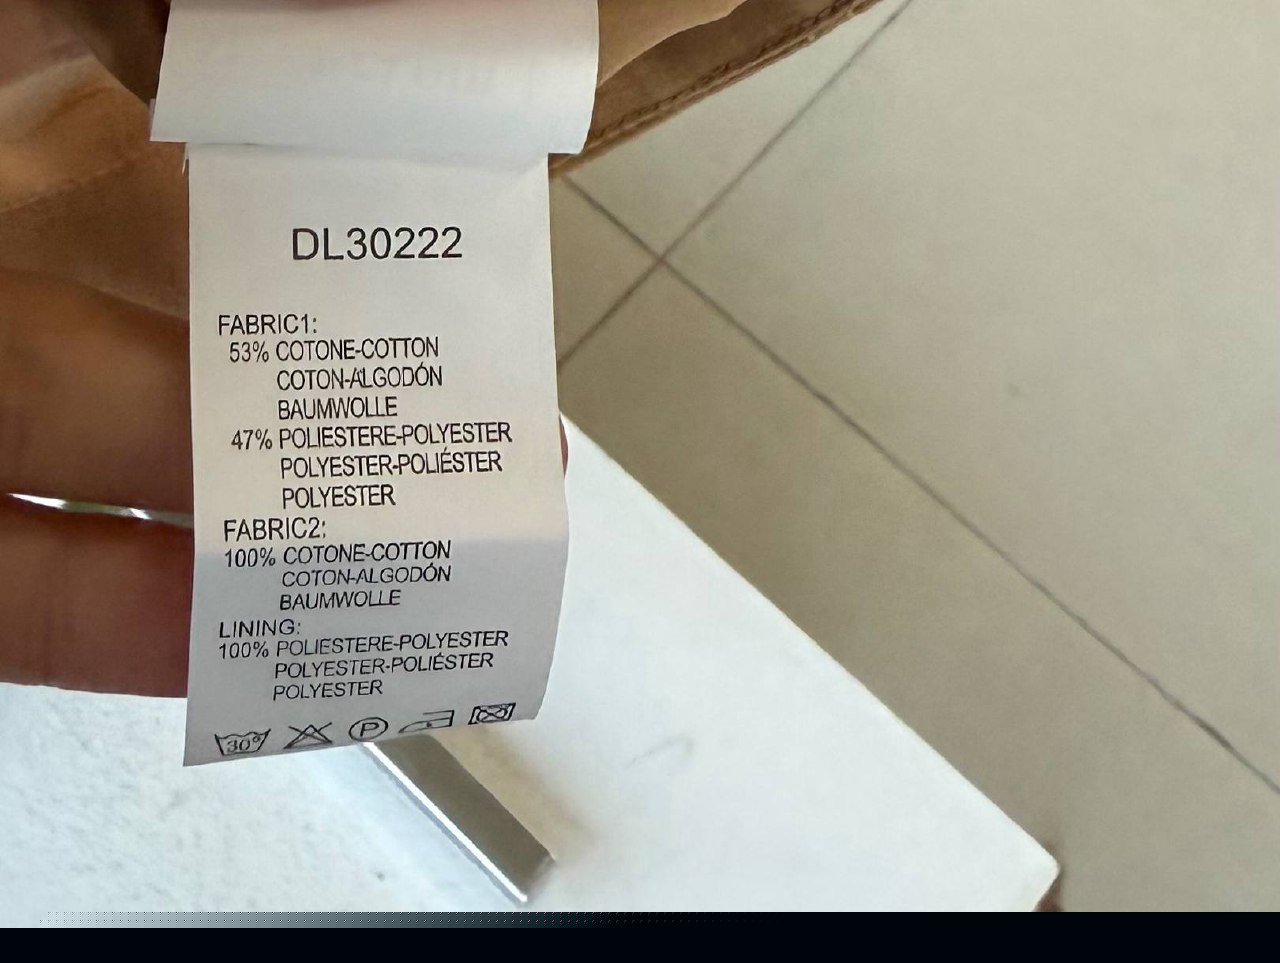 DL30222
FABRIC1:
53% COTONE-COTTON
COTON-ALGODÓN
BAUMWOLLE
47% POLIESTERE-POLYESTER
POLYESTER-POLIÉSTER
POLYESTER
FABRIC2:
100% COTONE-COTTON
COTON-ALGODÓN
BAUMWOLLE
LINING:
100% POLIESTERE-POLYESTER
POLYESTER-POLIÉSTER
POLYESTER
30° P